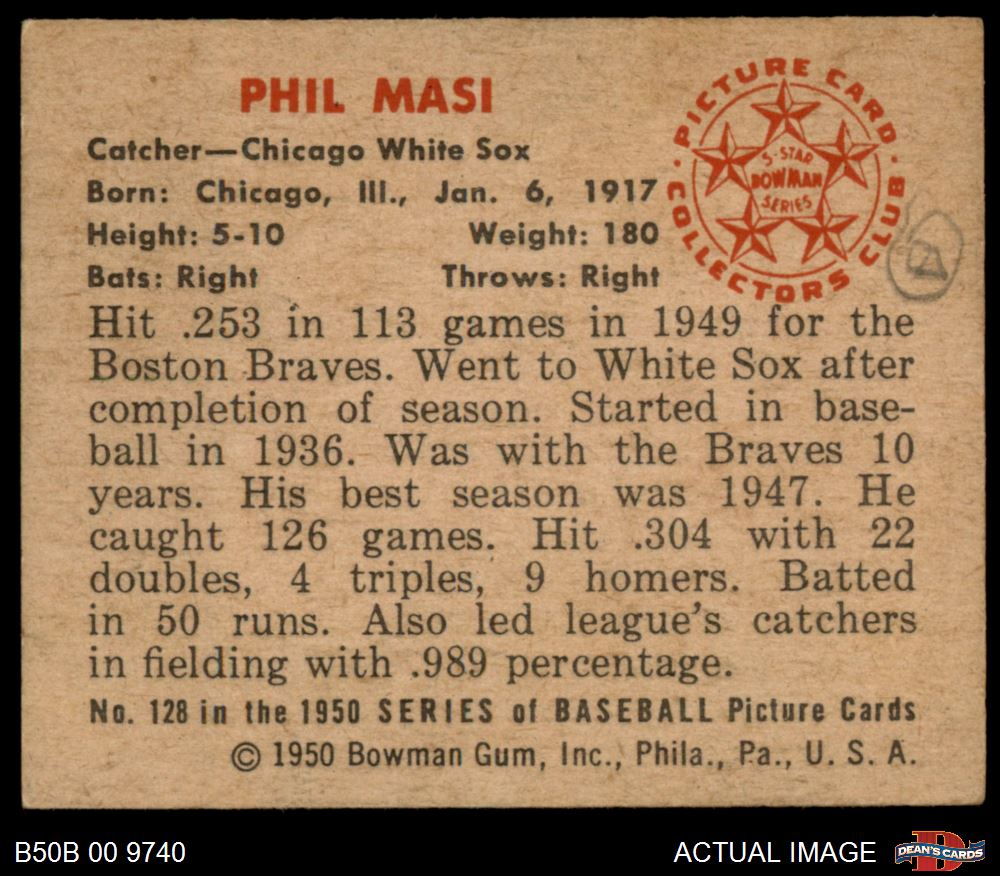 PHIL MASI
Catcher—Chicago White Sox
Born: Chicago, Ill., Jan. 6, 1917
Height: 5-10 Weight: 180
Bats: Right Throws: Right
PICTURE CARD
COLLECTORS CLUB
5-STAR
BOWMAN
SERIES
Hit .253 in 113 games in 1949 for the
Boston Braves. Went to White Sox after
completion of season. Started in base-
ball in 1936. Was with the Braves 10
years. His best season was 1947. He
caught 126 games. Hit .304 with 22
doubles, 4 triples, 9 homers. Batted
in 50 runs. Also led league's catchers
in fielding with .989 percentage.
No. 128 in the 1950 SERIES of BASEBALL Picture Cards
© 1950 Bowman Gum, Inc., Phila., Pa., U. S. A.
B50B 00 9740
ACTUAL IMAGE
DEAN'S CARDS